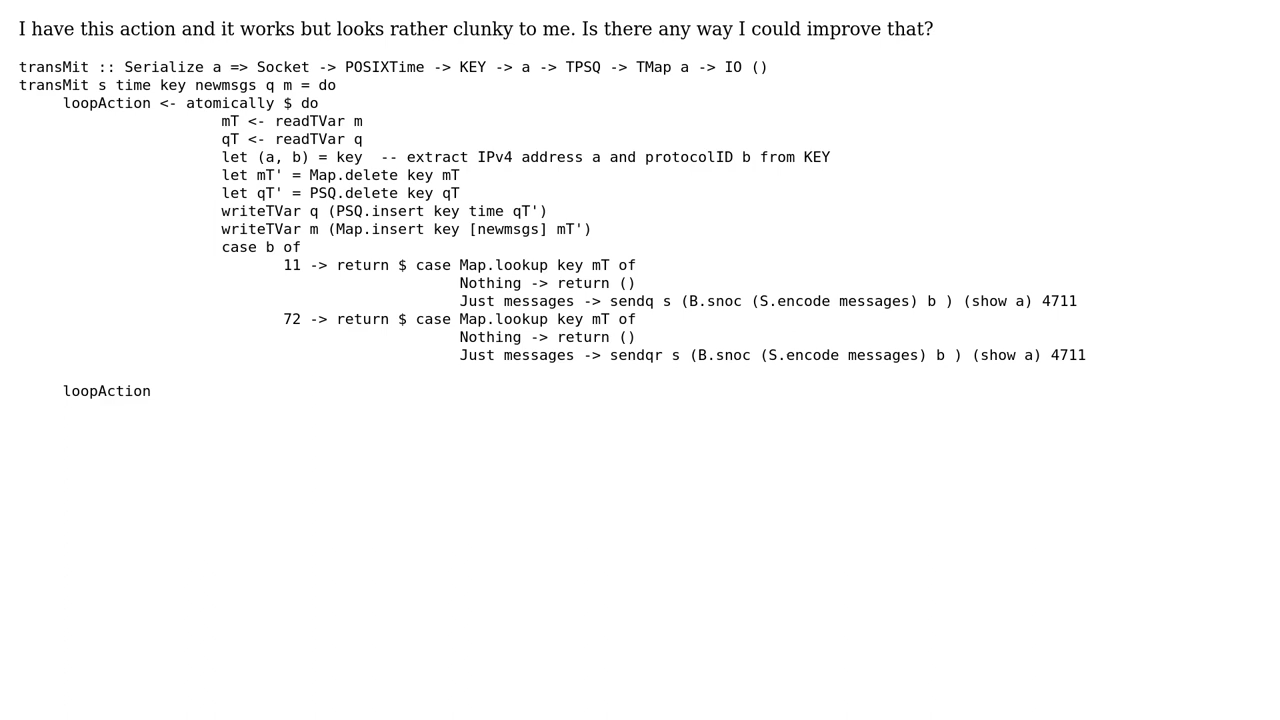 I have this action and it works but looks rather clunky to me. Is there any way I could improve that?
transMit :: Serialize a => Socket -> POSIXTime -> KEY -> a -> TPSQ -> TMap a -> IO ()
transMit s time key newmsgs q m = do
     loopAction <- atomically $ do
                       mT <- readTVar m
                       qT <- readTVar q
                       let (a, b) = key  -- extract IPv4 address a and protocolID b from KEY
                       let mT' = Map.delete key mT
                       let qT' = PSQ.delete key qT
                       writeTVar q (PSQ.insert key time qT')
                       writeTVar m (Map.insert key [newmsgs] mT')
                       case b of
                              11 -> return $ case Map.lookup key mT of
                                                  Nothing -> return ()
                                                  Just messages -> sendq s (B.snoc (S.encode messages) b ) (show a) 4711
                              72 -> return $ case Map.lookup key mT of
                                                  Nothing -> return ()
                                                  Just messages -> sendqr s (B.snoc (S.encode messages) b ) (show a) 4711
     loopAction